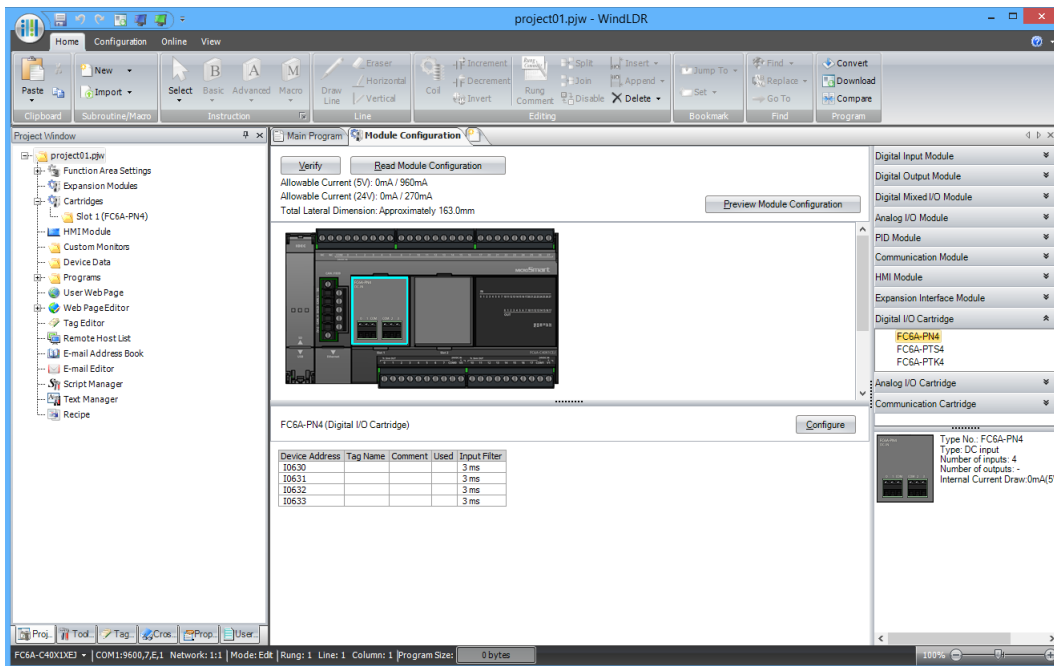 project01.pjw - WindLDR
Home Configuration Online View
Paste
New
Import
Select Basic Advanced Macro
Draw Line
Eraser
Horizontal
Vertical
Coil
Increment
Decrement
Invert
Rung Comment
Split
Join
Disable
Insert
Append
Delete
Jump To
Set
Find
Replace
Go To
Convert
Download
Compare
Clipboard Subroutine/Macro Instruction Line Editing Bookmark Find Program
Project Window
project01.pjw
Function Area Settings
Expansion Modules
Cartridges
Slot 1 (FC6A-PN4)
HMI Module
Custom Monitors
Device Data
Programs
User Web Page
Web Page Editor
Tag Editor
Remote Host List
E-mail Address Book
E-mail Editor
Script Manager
Text Manager
Recipe
Proj... Tool... Tag... Cros... Prop... User...
Main Program Module Configuration
Verify Read Module Configuration
Allowable Current (5V): 0mA / 960mA
Allowable Current (24V): 0mA / 270mA
Total Lateral Dimension: Approximately 163.0mm
Preview Module Configuration
microSmart
FC6A-PN4 (Digital I/O Cartridge)
Configure
Device Address Tag Name Comment Used Input Filter
I0630 3 ms
I0631 3 ms
I0632 3 ms
I0633 3 ms
Digital Input Module
Digital Output Module
Digital Mixed I/O Module
Analog I/O Module
PID Module
Communication Module
HMI Module
Expansion Interface Module
Digital I/O Cartridge
FC6A-PN4
FC6A-PTS4
FC6A-PTK4
Analog I/O Cartridge
Communication Cartridge
Type No.: FC6A-PN4
Type: DC input
Number of inputs: 4
Number of outputs: -
Internal Current Draw:0mA(5
FC6A-C40X1XEJ COM1:9600,7,E,1 Network: 1:1 Mode: Edit Rung: 1 Line: 1 Column: 1 Program Size: 0 bytes 100%